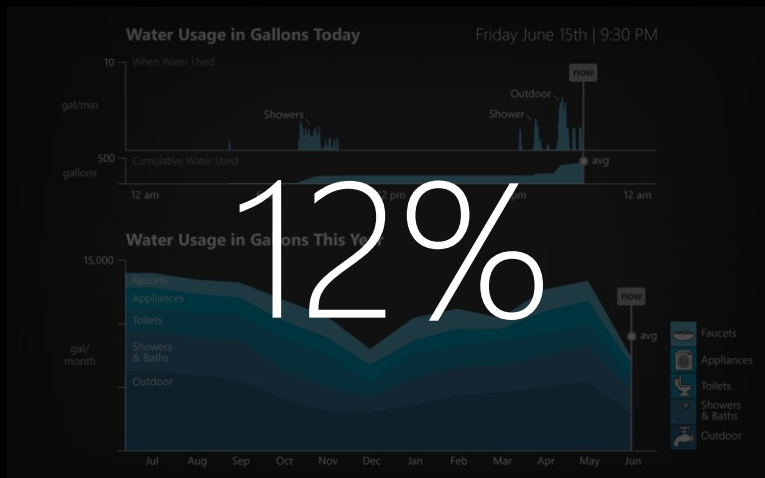 Water Usage in Gallons Today
Friday June 15th | 9:30 PM
10
When Water Used
now
gal/min
Outdoor
Showers
Shower
500
Cumulative Water Used
avg
gallons
12 am
pm
12 am
12%
Water Usage in Gallons This Year
15,000
Faucets
Appliances
Toilets
Showers
& Baths
Outdoor
gal/
month
now
avg
Faucets
Appliances
Toilets
Showers
& Baths
Outdoor
Jul Aug Sep Oct Nov Dec Jan Feb Mar Apr May Jun